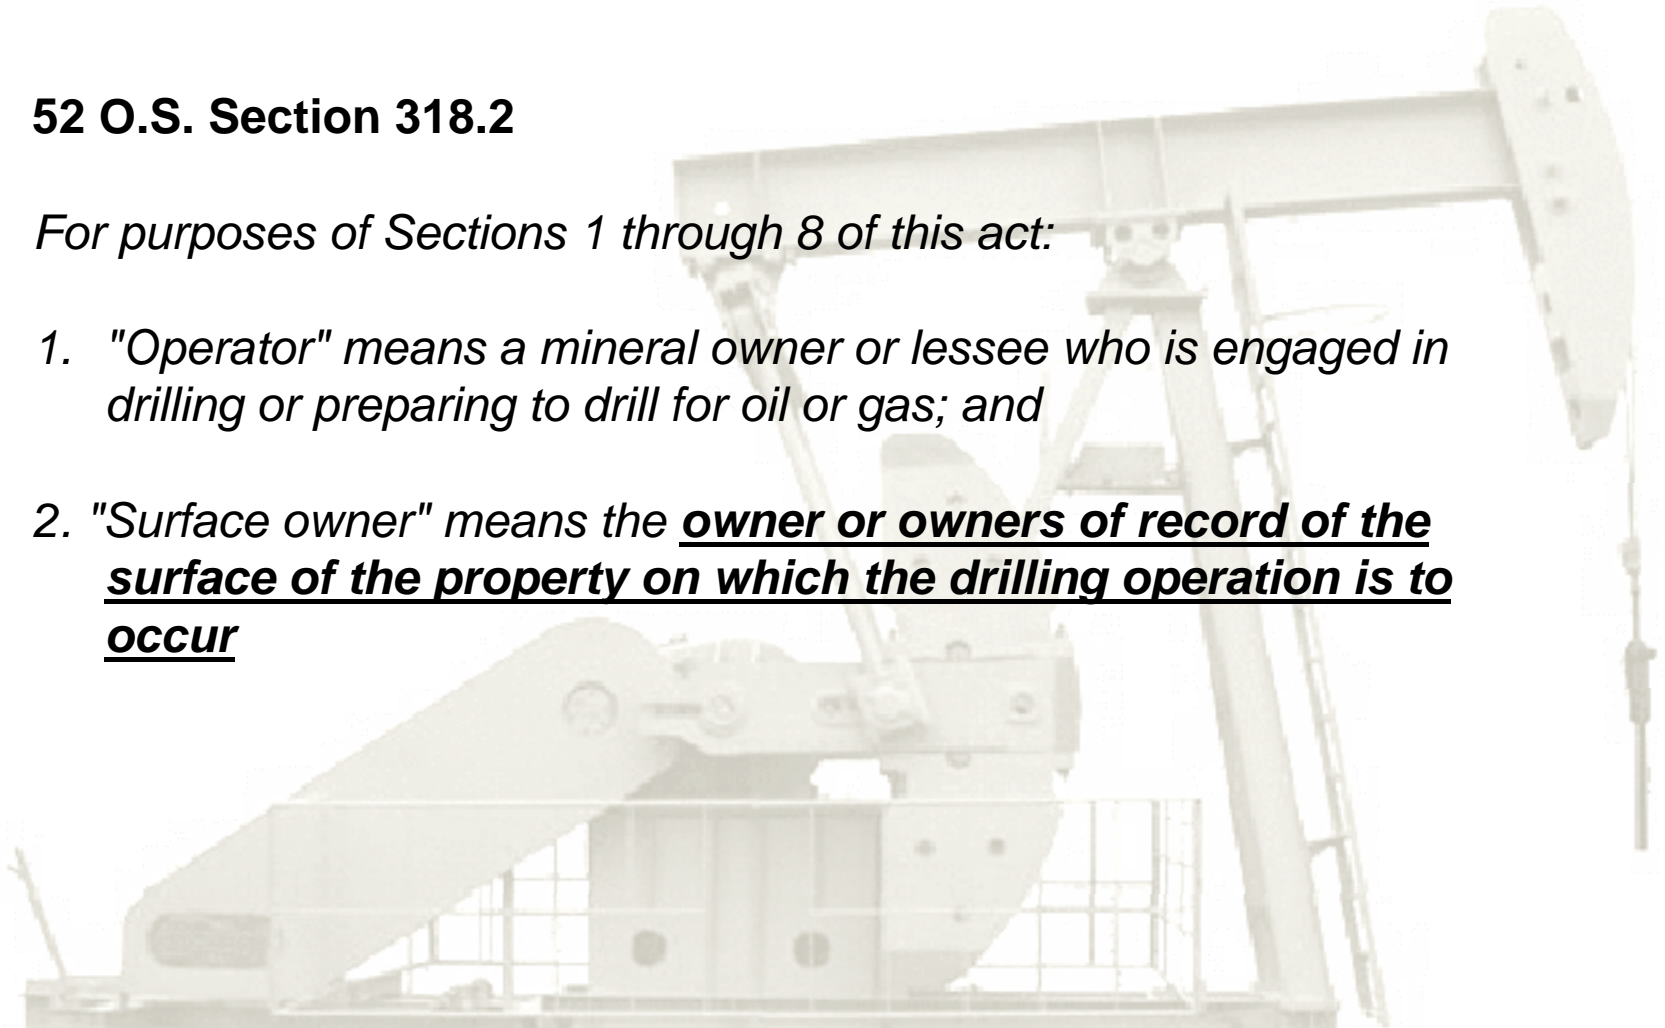 52 O.S. Section 318.2
For purposes of Sections 1 through 8 of this act:
1. "Operator" means a mineral owner or lessee who is engaged in
drilling or preparing to drill for oil or gas; and
2. "Surface owner" means the owner or owners of record of the
surface of the property on which the drilling operation is to
occur